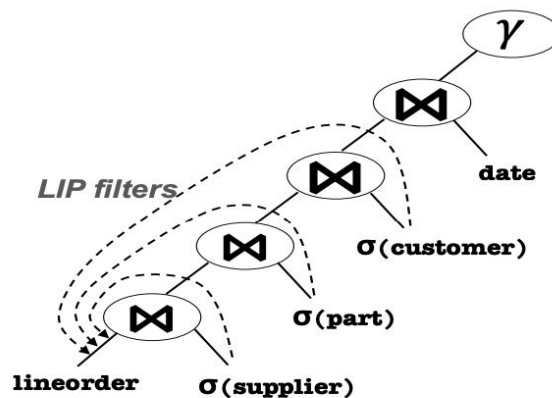 γ
⋈
⋈
date
LIP filters
⋈
σ(customer)
⋈
σ(part)
lineorder
σ(supplier)